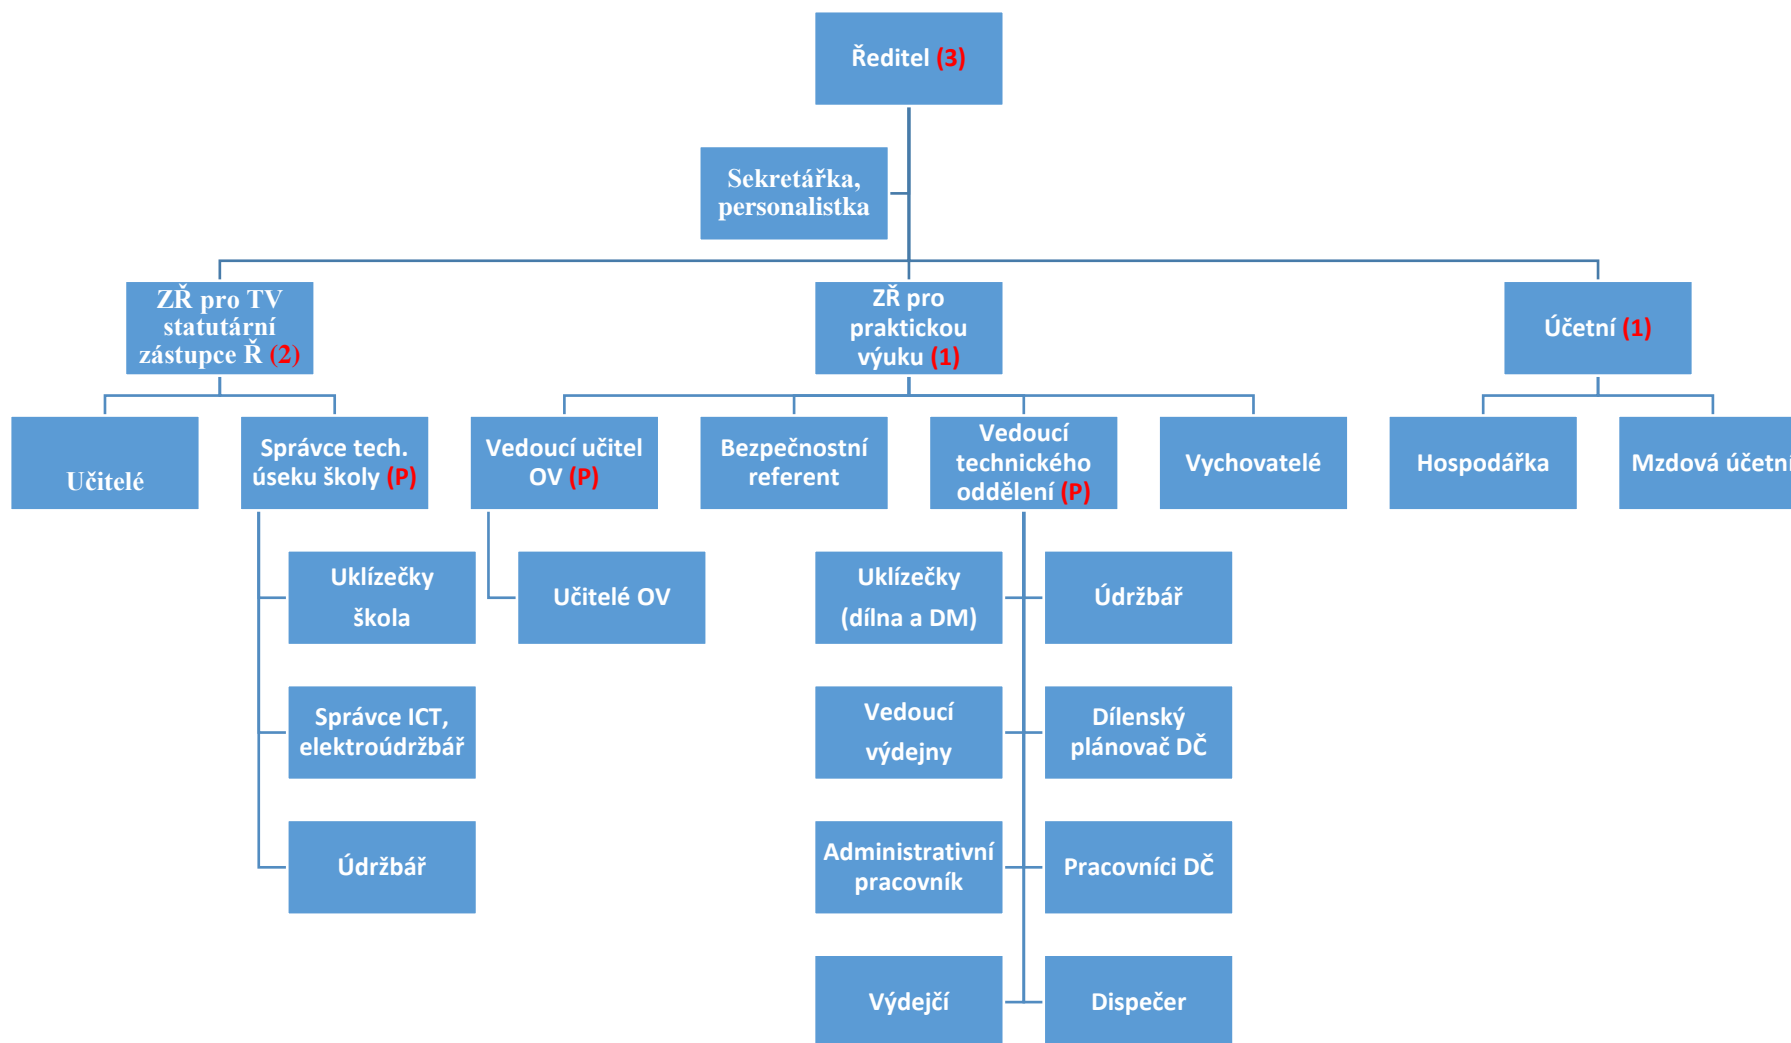 Ředitel (3)
Sekretářka,
personalistka
ZŘ pro TV
statutární
zástupce Ř (2)
ZŘ pro
praktickou
výuku (1)
Účetní (1)
Učitelé
Správce tech.
úseku školy (P)
Vedoucí učitel
OV (P)
Bezpečnostní
referent
Vedoucí
technického
oddělení (P)
Vychovatelé
Hospodářka
Mzdová účetní
Uklízečky
škola
Učitelé OV
Uklízečky
(dílna a DM)
Údržbář
Správce ICT,
elektroúdržbář
Vedoucí
výdejny
Dílenský
plánovač DČ
Údržbář
Administrativní
pracovník
Pracovníci DČ
Výdejčí
Dispečer